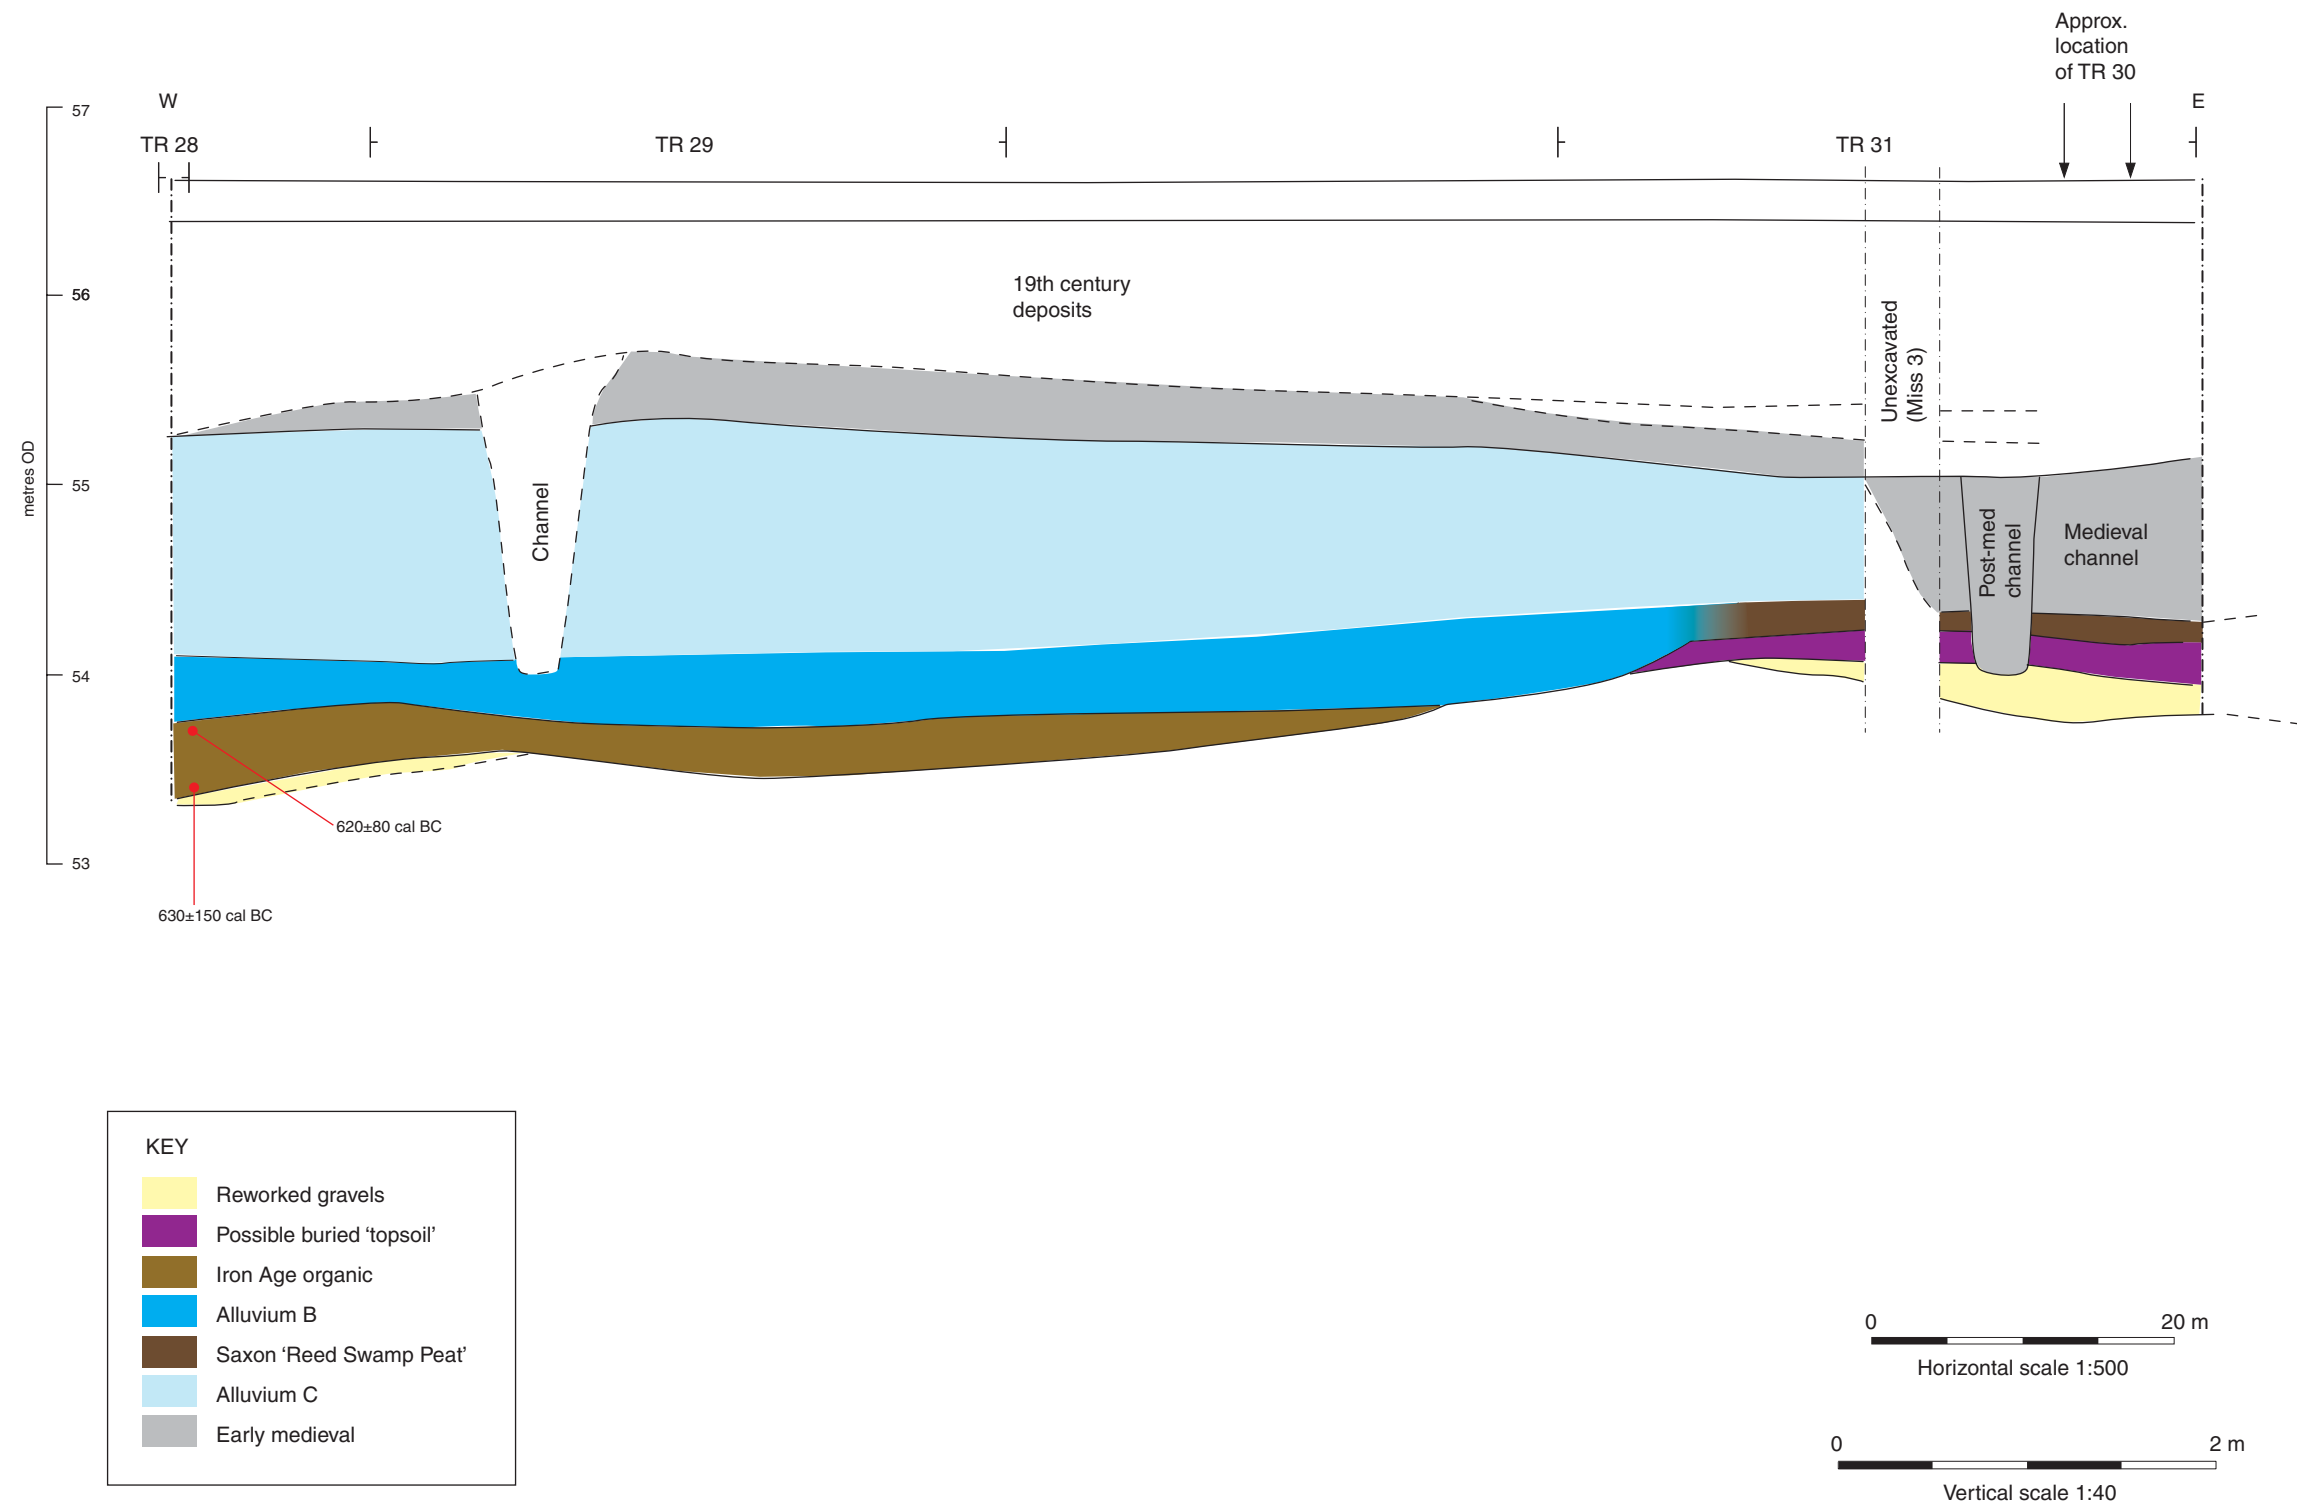 Approx.
location
of TR 30
W
E
57
TR 28
TR 29
TR 31
56
19th century
deposits
Unexcavated
(Miss 3)
55
metres OD
Channel
Post-med
channel
Medieval
channel
54
620±80 cal BC
53
630±150 cal BC
KEY
Reworked gravels
Possible buried ‘topsoil’
Iron Age organic
Alluvium B
Saxon ‘Reed Swamp Peat’
Alluvium C
Early medieval
0 20 m
Horizontal scale 1:500
0 2 m
Vertical scale 1:40